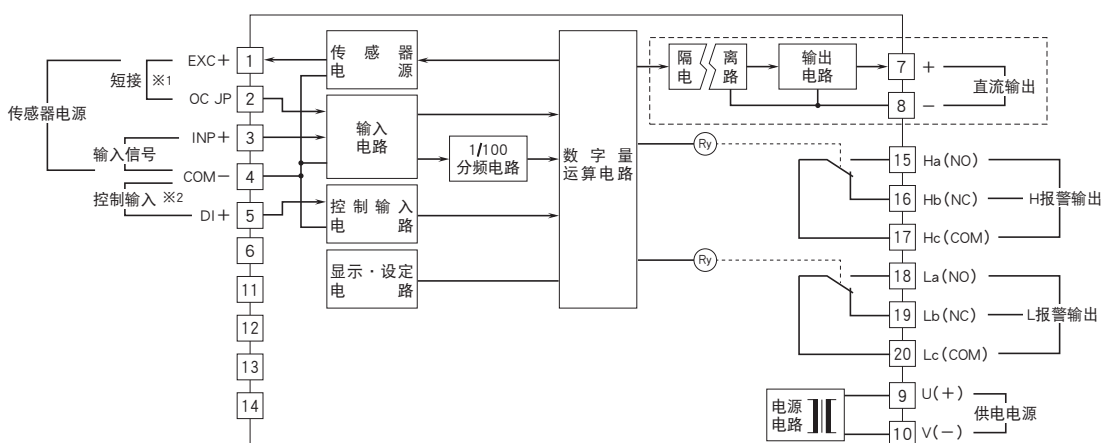 EXC+
短接 ※1
OC JP
传感器电源
INP+
输入信号
COM−
控制输入 ※2
DI+
1
2
3
4
5
6
11
12
13
14
传感器
电源
输入
电路
1/100
分频电路
控制输入
电路
显示·设定
电路
数字量
运算电路
隔离
电路
输出
电路
7
+
8
−
直流输出
Ry
15
Ha(NO)
16
Hb(NC)
H报警输出
17
Hc(COM)
Ry
18
La(NO)
19
Lb(NC)
L报警输出
20
Lc(COM)
电源
电路
9
U(+)
供电电源
10
V(−)